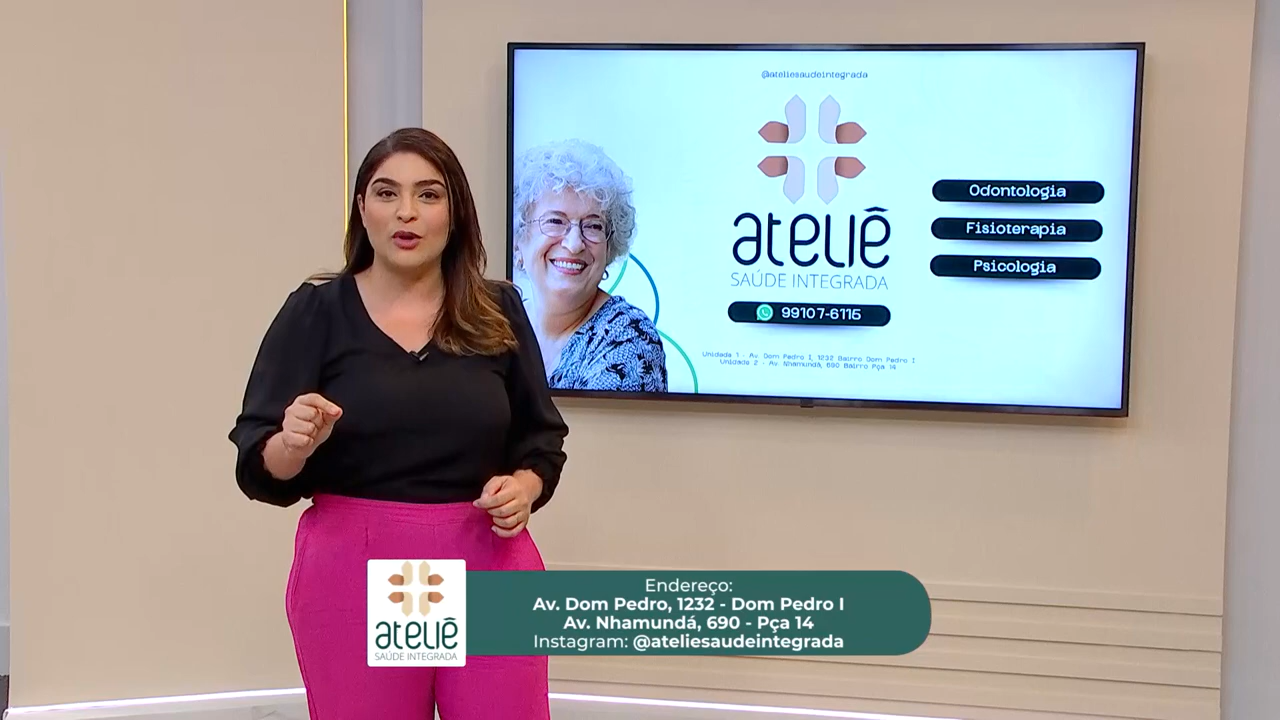 @ateliesaudeintegrada
ateliê
SAÚDE INTEGRADA
99107-6115
Unidade 1 - Av. Dom Pedro I, 1232 Bairro Dom Pedro I
Unidade 2 - Av. Nhamundá, 690 Bairro Pça 14
Odontologia
Fisioterapia
Psicologia
ateliê
SAÚDE INTEGRADA
Endereço:
Av. Dom Pedro, 1232 - Dom Pedro I
Av. Nhamundá, 690 - Pça 14
Instagram: @ateliesaudeintegrada